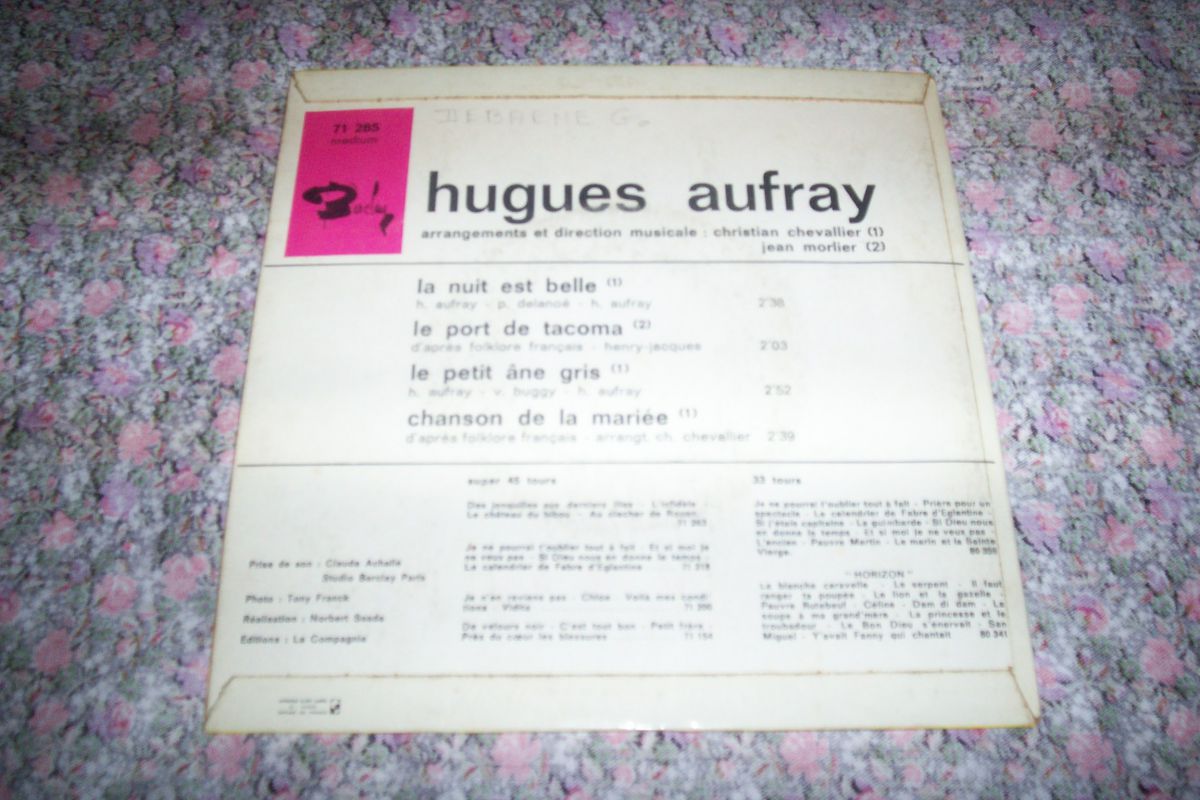 71 285
medium
Barclay
DEBAENE G.
hugues aufray
arrangements et direction musicale : christian chevallier (1)
jean morlier (2)
la nuit est belle (1)
h. aufray - p. delanoë - h. aufray 2'38
le port de tacoma (2)
d'après folklore français - henry-jacques 2'03
le petit âne gris (1)
h. aufray - v. buggy - h. aufray 2'52
chanson de la mariée (1)
d'après folklore français - arrangt. ch. chevallier 2'39
Prise de son : Claude Achalle
Studio Barclay Paris
Photo : Tony Franck
Réalisation : Norbert Saada
Editions : La Compagnie
super 45 tours
Des jonquilles aux derniers lilas - L'infidèle -
Le château du hibou - Au clocher de Rouen.
71 263
Je ne pourrai t'oublier tout à fait - Et si moi je
ne veux pas - Si Dieu nous en donne le temps -
Le calendrier de Fabre d'Eglantine 71 218
Je n'en reviens pas - Chloe - Voilà mes condi-
tions - 71 200
De velours noir - C'est tout bon - Petit frère -
Près du cœur les blessures 71 154
33 tours
Je ne pourrai t'oublier tout à fait - Prière pour un
spectacle - Le calendrier de Fabre d'Eglantine -
Si j'étais capitaine - La guimbarde - Si Dieu nous
en donne le temps - Et si moi je ne veux pas -
L'ancien - Pauvre Martin - Le marin et la Sainte
Vierge. 80 359
"HORIZON"
La blanche caravelle - Le serpent - Il faut
ranger ta poupée - Le lion et la gazelle -
Pauvre Rutebeuf - Céline - Dam di dam - La
soupe à ma grand'mère - La princesse et le
troubadour - Le Bon Dieu s'énervait - San
Miguel - Y'avait Fanny qui chantait 80 341